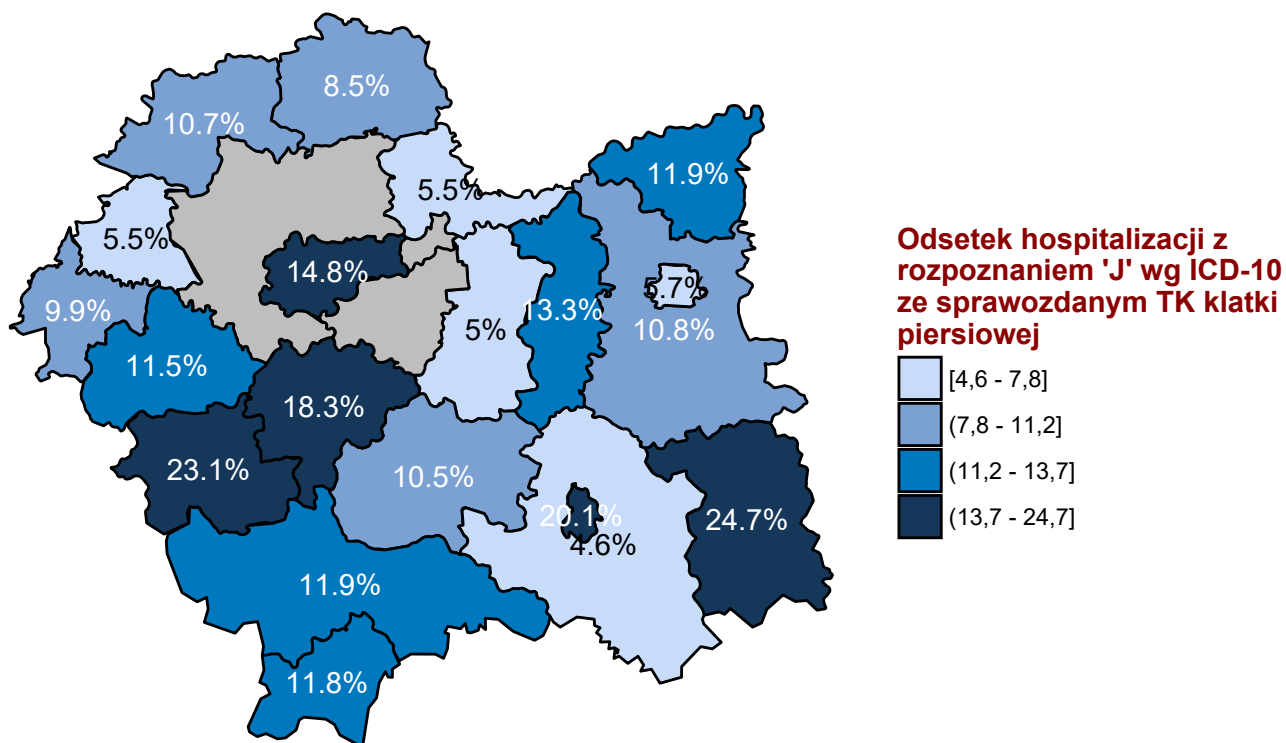 8.5%
10.7%
11.9%
5.5%
5.5%
14.8%
5.7%
9.9%
13.3%
5%
10.8%
11.5%
18.3%
23.1%
10.5%
20.1%
24.7%
4.6%
11.9%
11.8%
Odsetek hospitalizacji z
rozpoznaniem 'J' wg ICD-10
ze sprawozdanym TK klatki
piersiowej
[4,6 - 7,8]
(7,8 - 11,2]
(11,2 - 13,7]
(13,7 - 24,7]